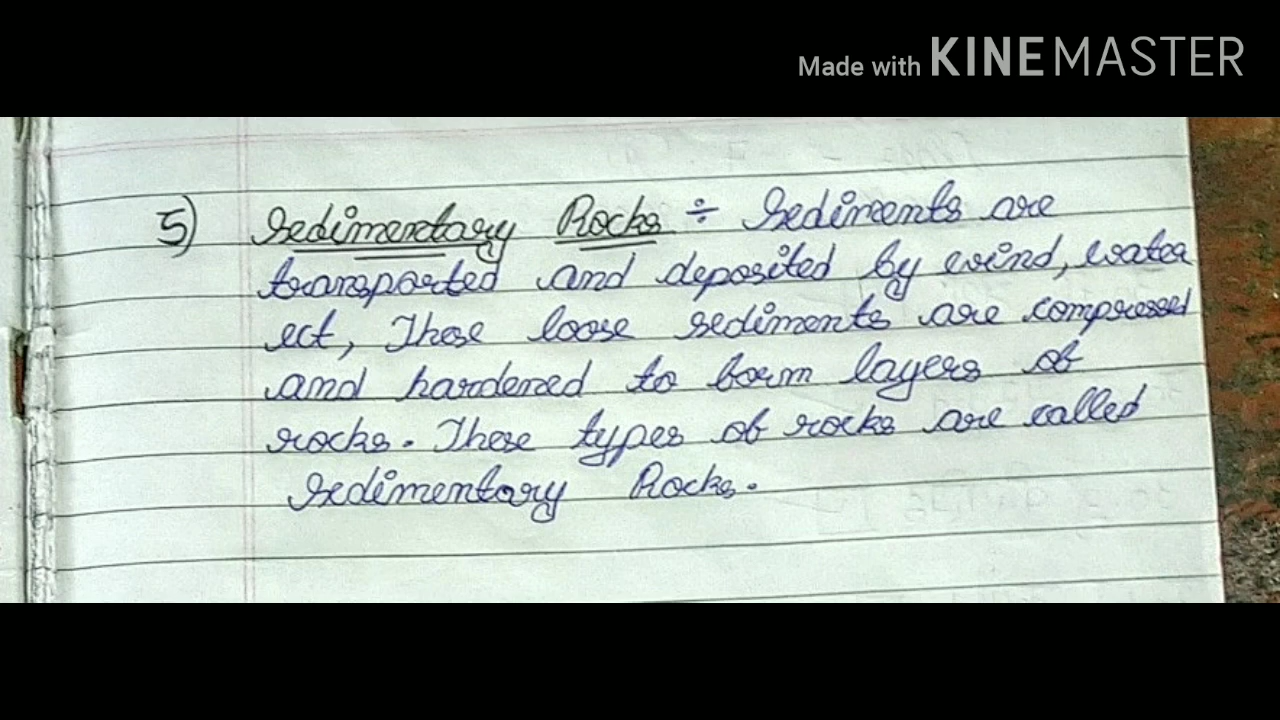 Made with KINEMASTER
5) Sedimentary Rocks ÷ Sediments are
transported and deposited by wind, water
ect, These loose sediments are compressed
and hardened to form layers of
rocks. These types of rocks are called
Sedimentary Rocks.